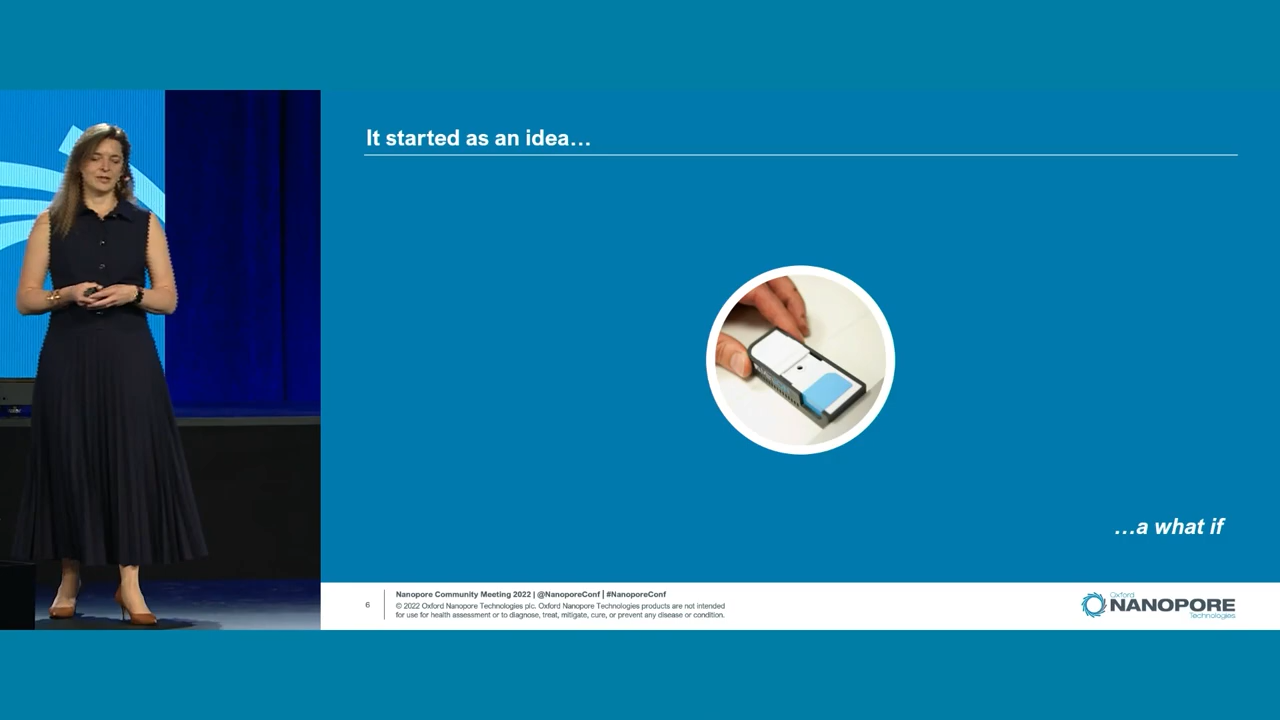 It started as an idea…
…a what if
6
Nanopore Community Meeting 2022 | @NanoporeConf | #NanoporeConf
© 2022 Oxford Nanopore Technologies plc. Oxford Nanopore Technologies products are not intended
for use for health assessment or to diagnose, treat, mitigate, cure, or prevent any disease or condition.
Oxford
NANOPORE
Technologies